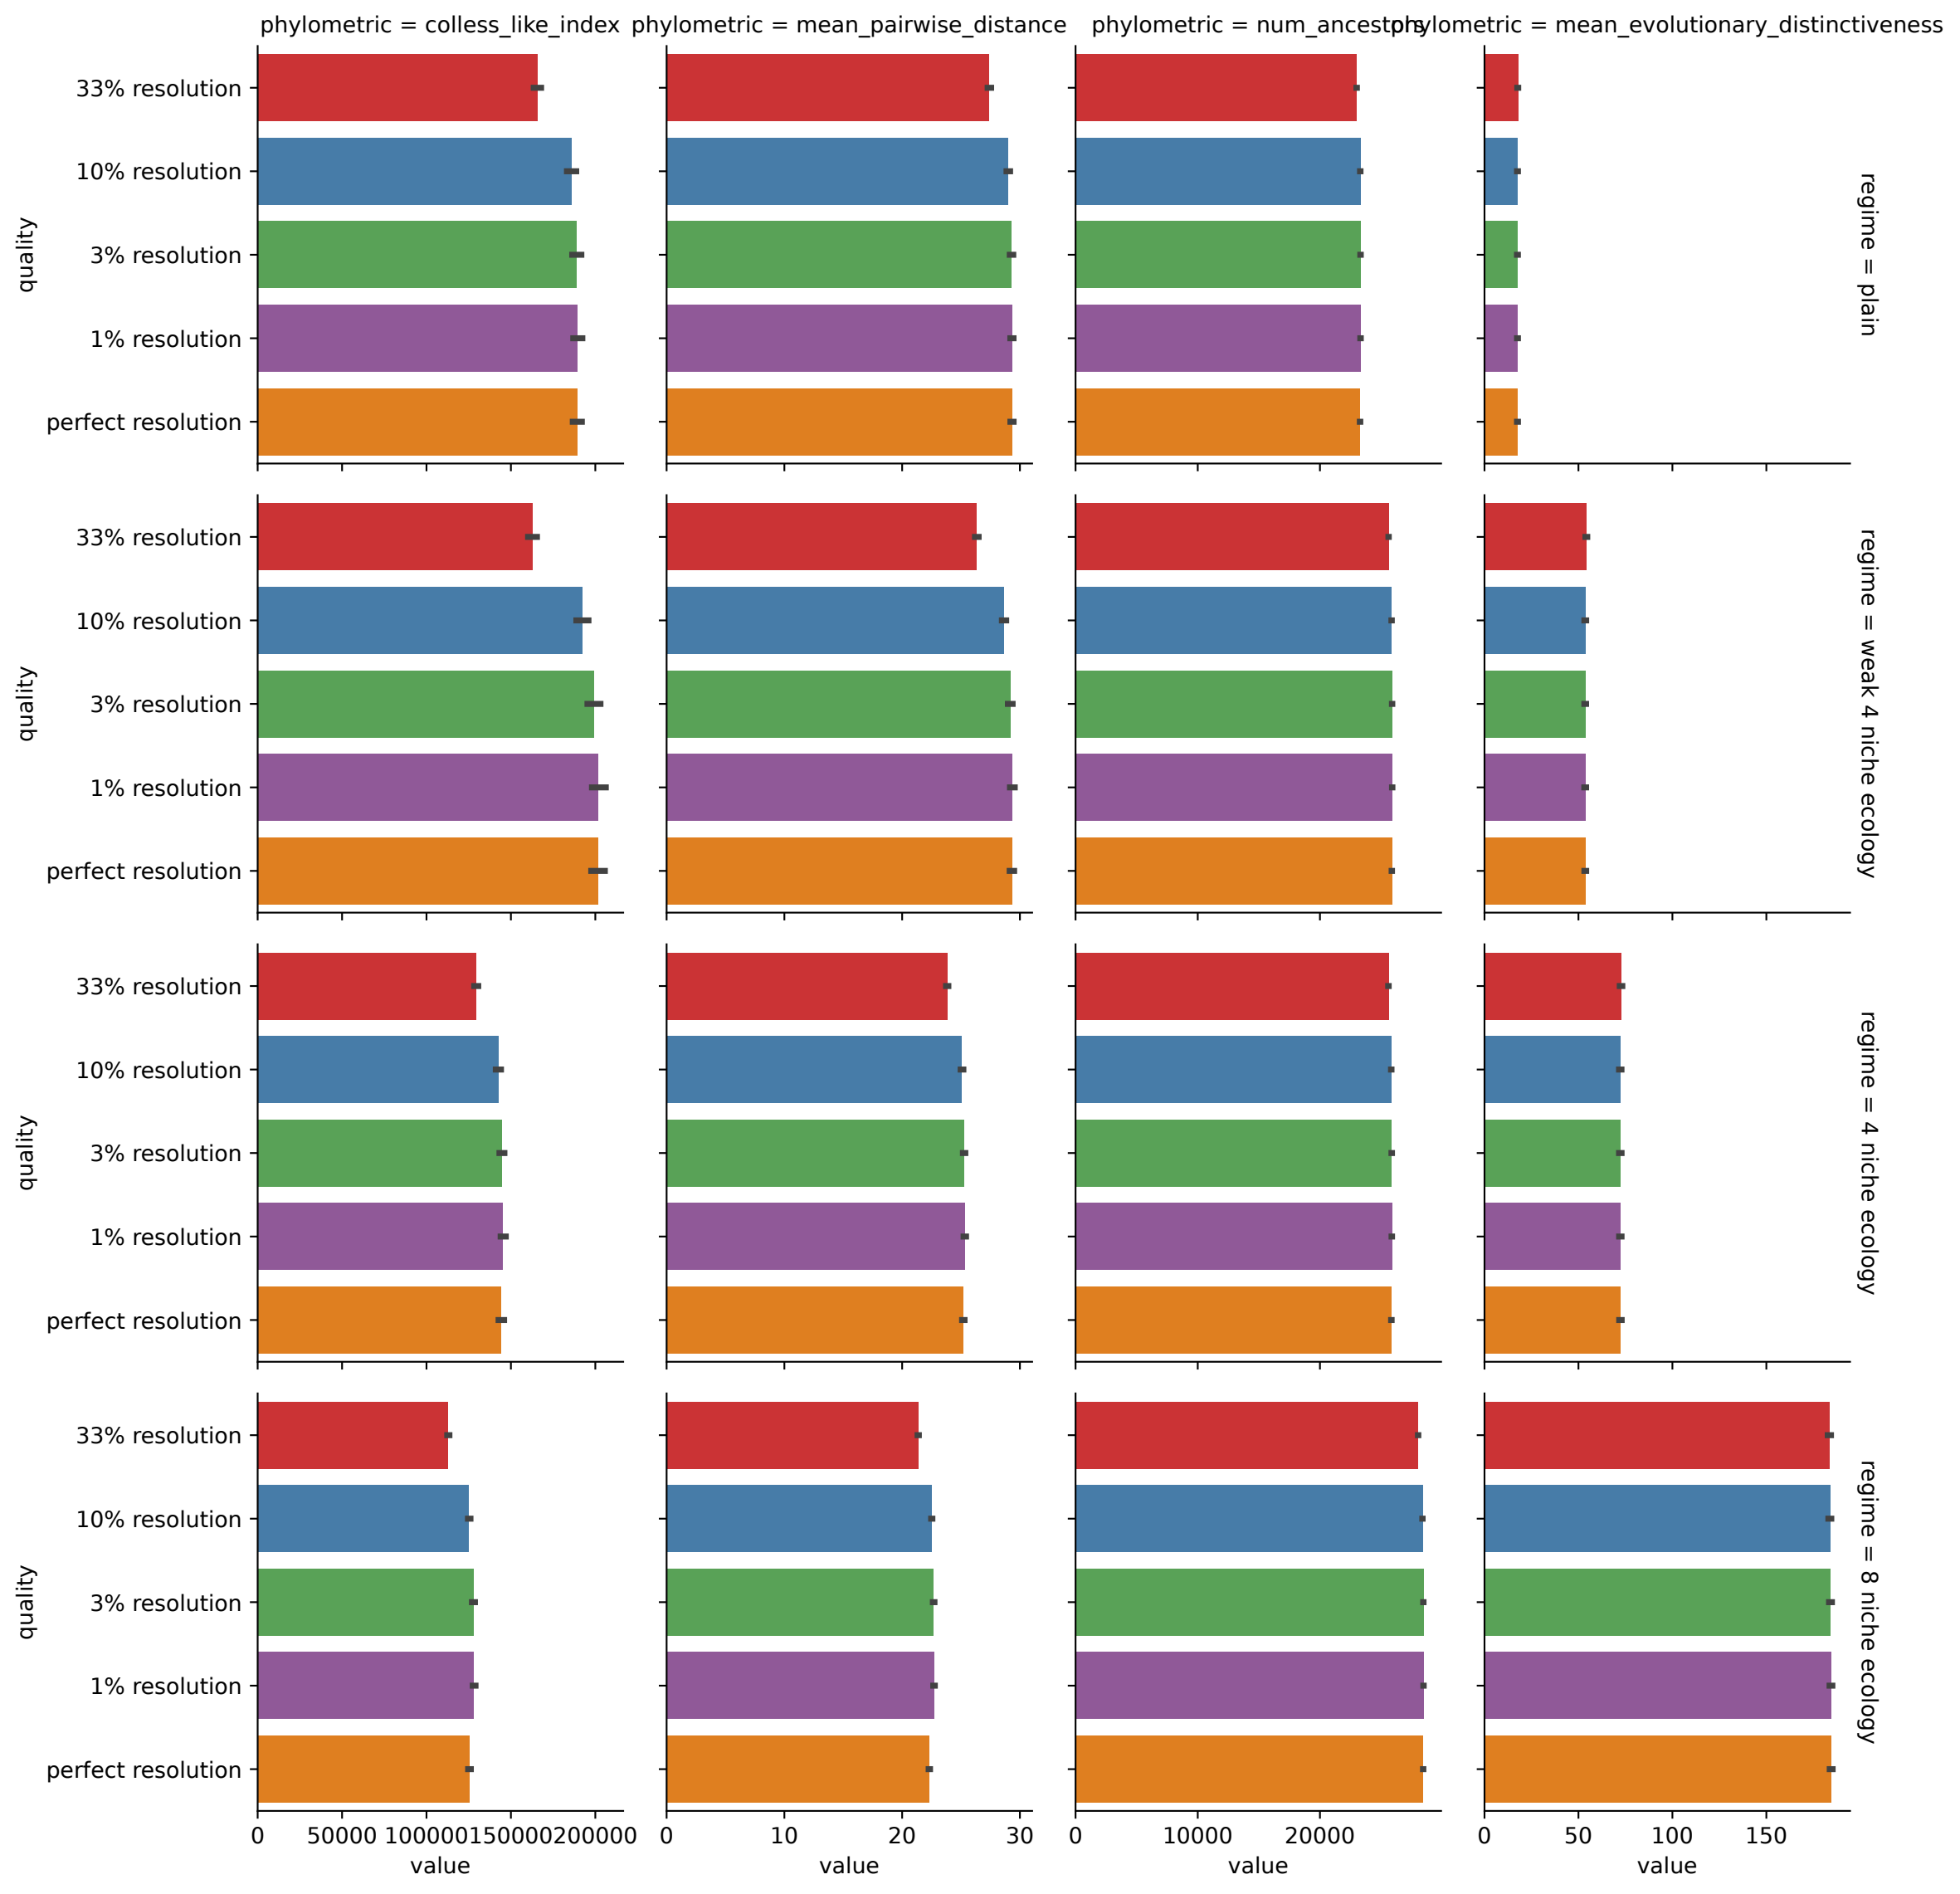 phylometric = colless_like_index phylometric = mean_pairwise_distance phylometric = num_ancestors phylometric = mean_evolutionary_distinctiveness
quality
33% resolution
10% resolution
3% resolution
1% resolution
perfect resolution
regime = plain
quality
33% resolution
10% resolution
3% resolution
1% resolution
perfect resolution
regime = weak 4 niche ecology
quality
33% resolution
10% resolution
3% resolution
1% resolution
perfect resolution
regime = 4 niche ecology
quality
33% resolution
10% resolution
3% resolution
1% resolution
perfect resolution
regime = 8 niche ecology
0 50000 100000 150000 200000 0 10 20 30 0 10000 20000 0 50 100 150
value value value value